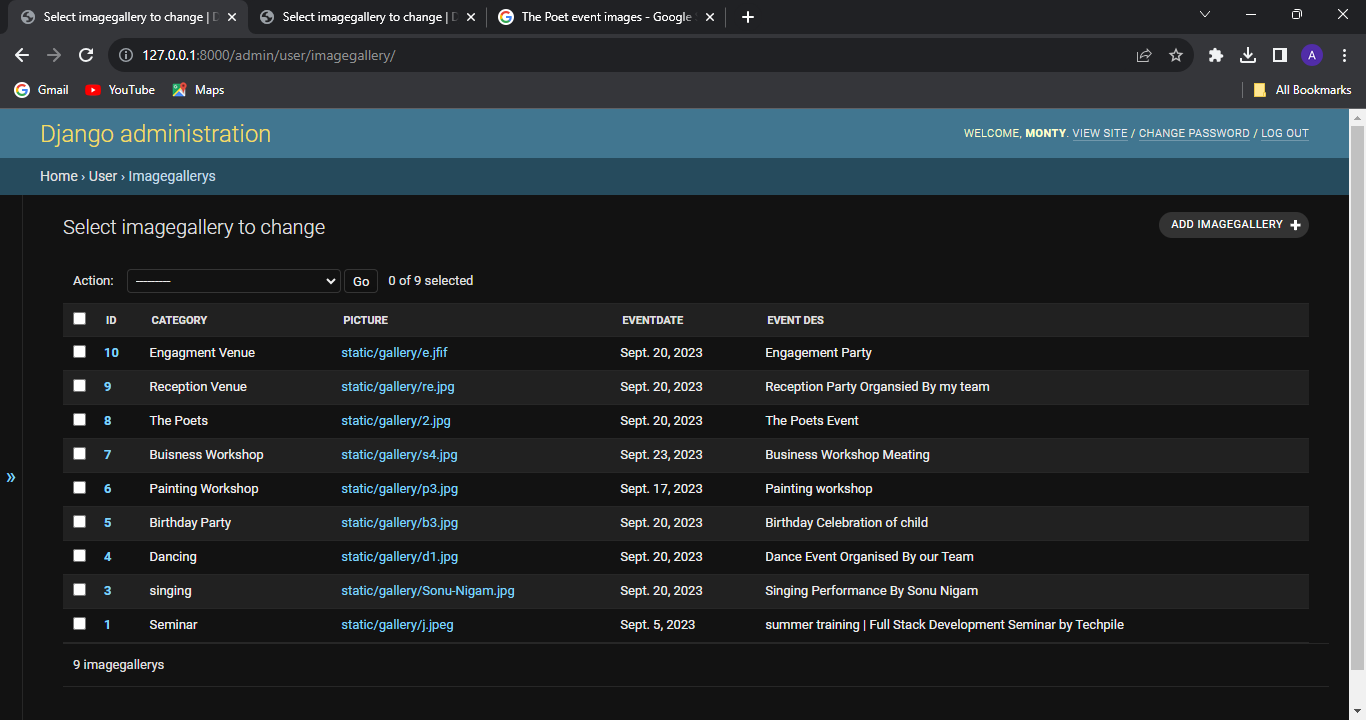 Select imagegallery to change | D
Select imagegallery to change | D
The Poet event images - Google S
127.0.0.1:8000/admin/user/imagegallery/
A
Gmail YouTube Maps All Bookmarks
Django administration
WELCOME, MONTY. VIEW SITE / CHANGE PASSWORD / LOG OUT
Home › User › Imagegallerys
Select imagegallery to change
ADD IMAGEGALLERY +
Action: --------- Go 0 of 9 selected
ID CATEGORY PICTURE EVENTDATE EVENT DES
10 Engagment Venue static/gallery/e.jfif Sept. 20, 2023 Engagement Party
9 Reception Venue static/gallery/re.jpg Sept. 20, 2023 Reception Party Organsied By my team
8 The Poets static/gallery/2.jpg Sept. 20, 2023 The Poets Event
7 Buisness Workshop static/gallery/s4.jpg Sept. 23, 2023 Business Workshop Meating
6 Painting Workshop static/gallery/p3.jpg Sept. 17, 2023 Painting workshop
5 Birthday Party static/gallery/b3.jpg Sept. 20, 2023 Birthday Celebration of child
4 Dancing static/gallery/d1.jpg Sept. 20, 2023 Dance Event Organised By our Team
3 singing static/gallery/Sonu-Nigam.jpg Sept. 20, 2023 Singing Performance By Sonu Nigam
1 Seminar static/gallery/j.jpeg Sept. 5, 2023 summer training | Full Stack Development Seminar by Techpile
»
9 imagegallerys